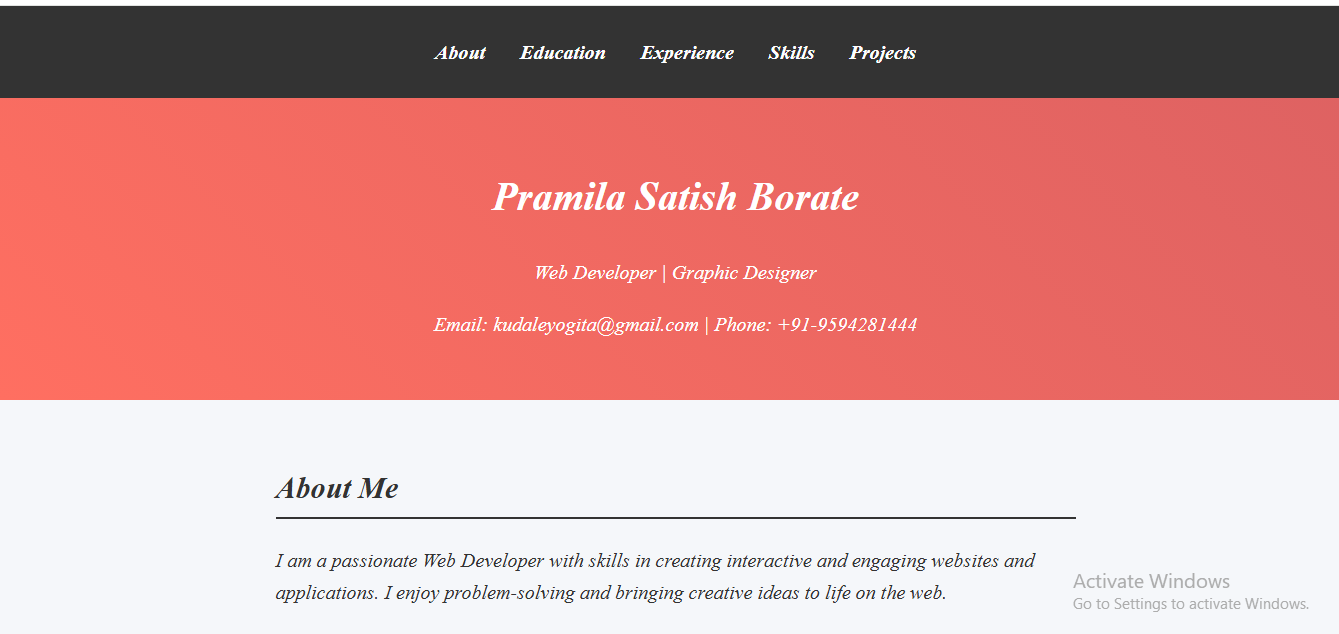 About Education Experience Skills Projects
Pramila Satish Borate
Web Developer | Graphic Designer
Email: kudaleyogita@gmail.com | Phone: +91-9594281444
About Me
I am a passionate Web Developer with skills in creating interactive and engaging websites and
applications. I enjoy problem-solving and bringing creative ideas to life on the web.
Activate Windows
Go to Settings to activate Windows.